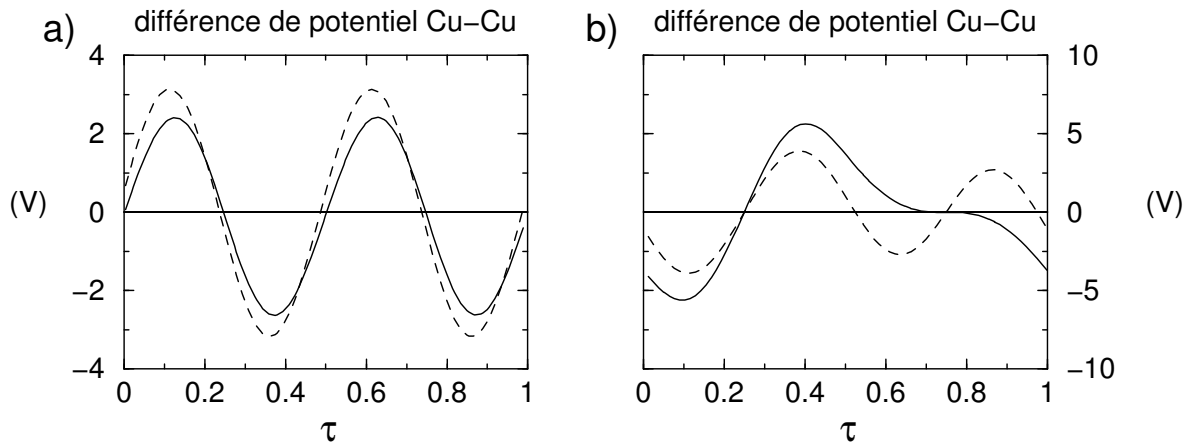 a) différence de potentiel Cu−Cu
4
2
(V) 0
−2
−4
0 0.2 0.4 0.6 0.8 1
τ
b) différence de potentiel Cu−Cu
10
5
0 (V)
−5
−10
0 0.2 0.4 0.6 0.8 1
τ